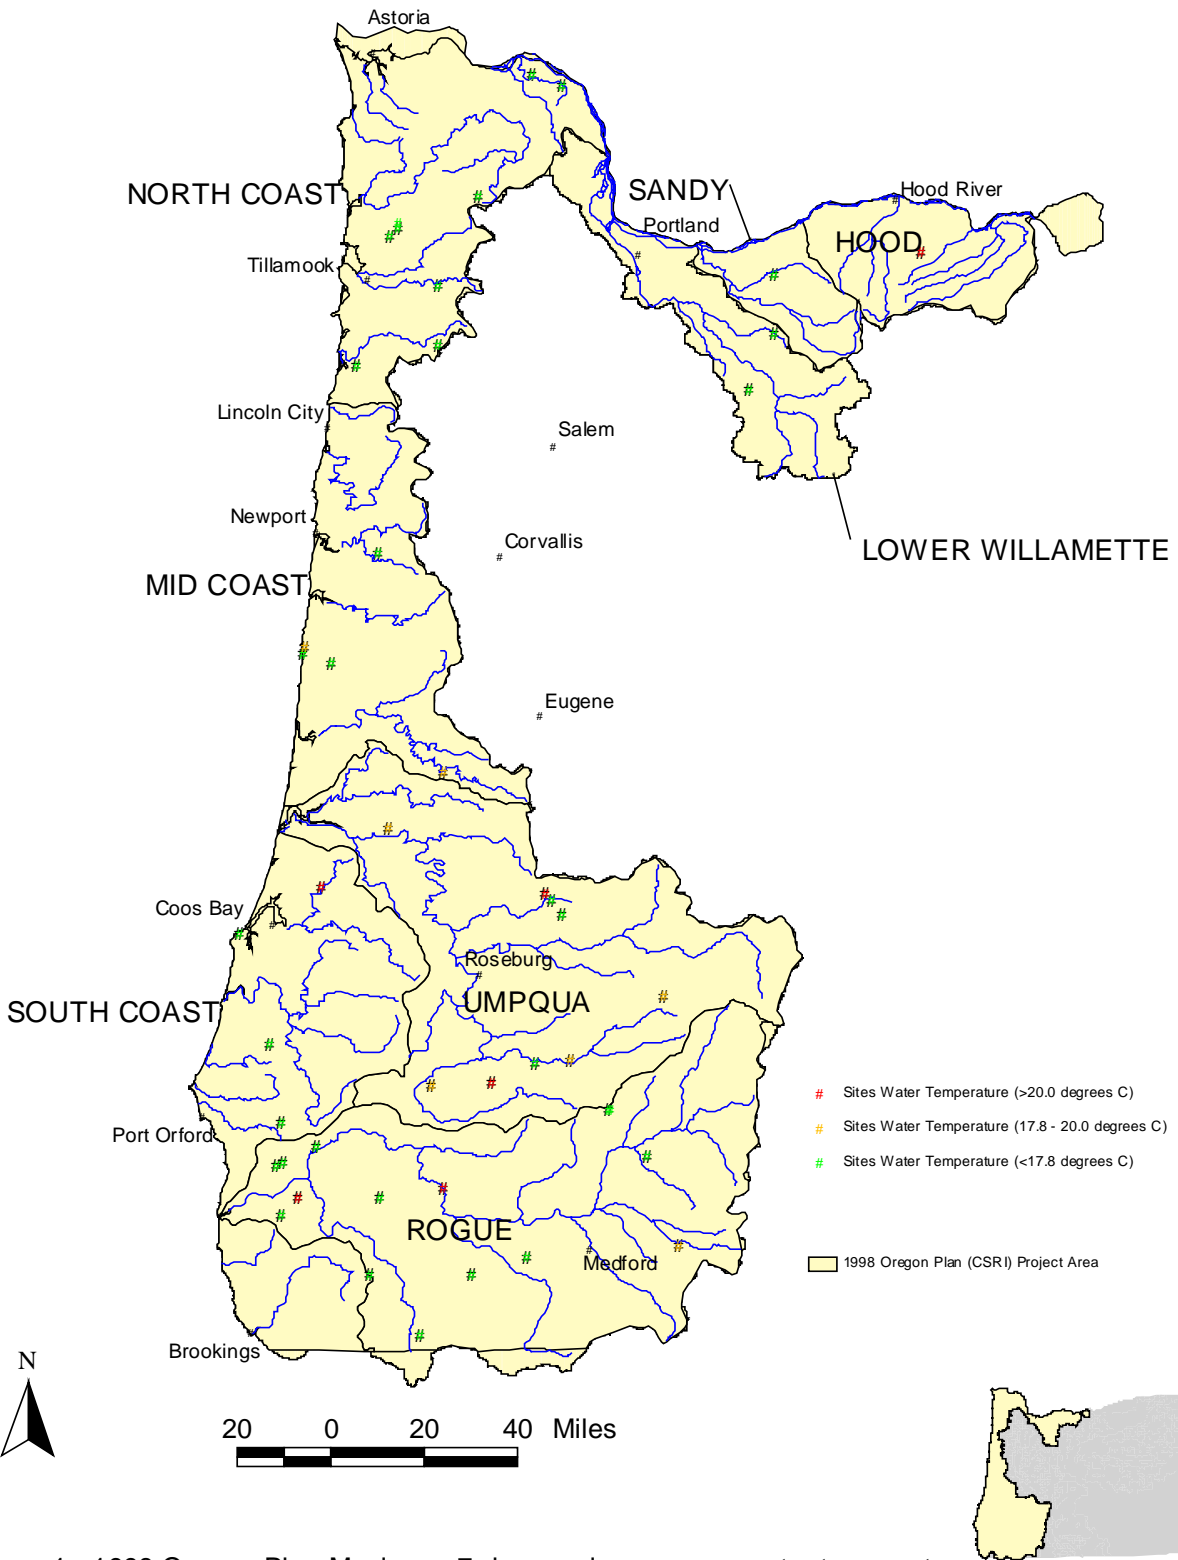 Astoria
NORTH COAST
SANDY
Hood River
Portland
HOOD
Tillamook
Lincoln City
Salem
Newport
Corvallis
LOWER WILLAMETTE
MID COAST
Eugene
Coos Bay
Roseburg
UMPQUA
SOUTH COAST
# Sites Water Temperature (>20.0 degrees C)
# Sites Water Temperature (17.8 - 20.0 degrees C)
# Sites Water Temperature (<17.8 degrees C)
Port Orford
ROGUE
Medford
1998 Oregon Plan (CSRI) Project Area
Brookings
N
20 0 20 40 Miles